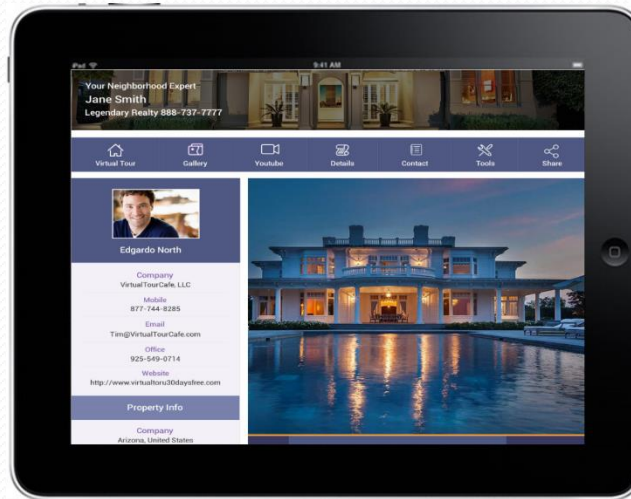 iPad
9:41 AM
Your Neighborhood Expert
Jane Smith
Legendary Realty 888-737-7777
Virtual Tour
Gallery
Youtube
Details
Contact
Tools
Share
Edgardo North
Company
VirtualTourCafe, LLC
Mobile
877-744-8285
Email
Tim@VirtualTourCafe.com
Office
925-549-0714
Website
http://www.virtualtoru30daysfree.com
Property Info
Company
Arizona, United States